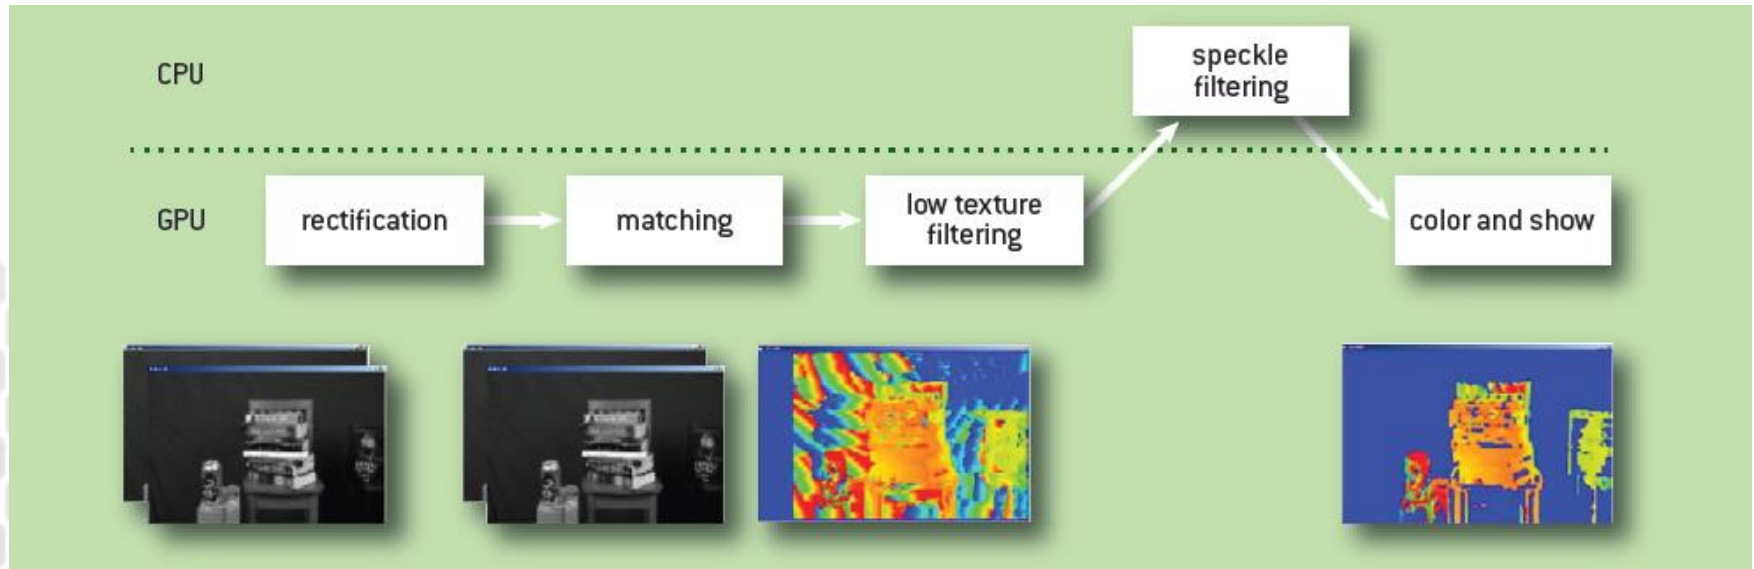 CPU
speckle
filtering
GPU
rectification
matching
low texture
filtering
color and show